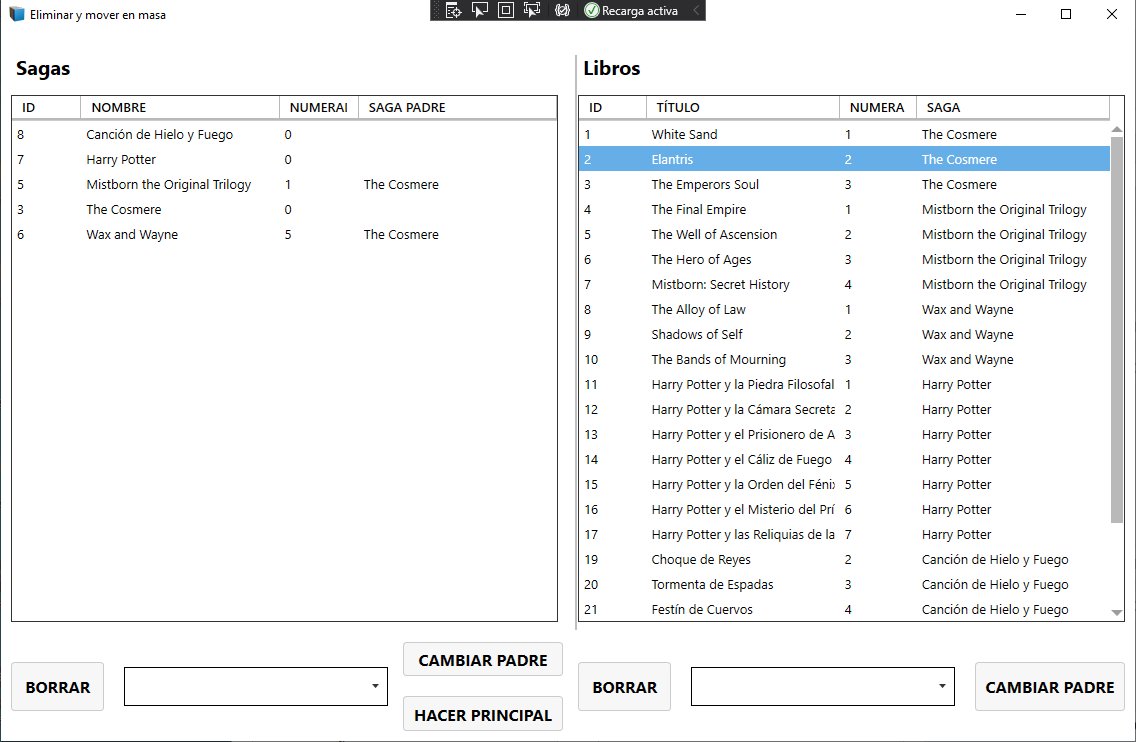 Eliminar y mover en masa
Recarga activa
Sagas
ID NOMBRE NUMERAI SAGA PADRE
8 Canción de Hielo y Fuego 0
7 Harry Potter 0
5 Mistborn the Original Trilogy 1 The Cosmere
3 The Cosmere 0
6 Wax and Wayne 5 The Cosmere
BORRAR
CAMBIAR PADRE
HACER PRINCIPAL
Libros
ID TÍTULO NUMERA SAGA
1 White Sand 1 The Cosmere
2 Elantris 2 The Cosmere
3 The Emperors Soul 3 The Cosmere
4 The Final Empire 1 Mistborn the Original Trilogy
5 The Well of Ascension 2 Mistborn the Original Trilogy
6 The Hero of Ages 3 Mistborn the Original Trilogy
7 Mistborn: Secret History 4 Mistborn the Original Trilogy
8 The Alloy of Law 1 Wax and Wayne
9 Shadows of Self 2 Wax and Wayne
10 The Bands of Mourning 3 Wax and Wayne
11 Harry Potter y la Piedra Filosofal 1 Harry Potter
12 Harry Potter y la Cámara Secreta 2 Harry Potter
13 Harry Potter y el Prisionero de A 3 Harry Potter
14 Harry Potter y el Cáliz de Fuego 4 Harry Potter
15 Harry Potter y la Orden del Fénix 5 Harry Potter
16 Harry Potter y el Misterio del Prí 6 Harry Potter
17 Harry Potter y las Reliquias de la 7 Harry Potter
19 Choque de Reyes 2 Canción de Hielo y Fuego
20 Tormenta de Espadas 3 Canción de Hielo y Fuego
21 Festín de Cuervos 4 Canción de Hielo y Fuego
BORRAR
CAMBIAR PADRE